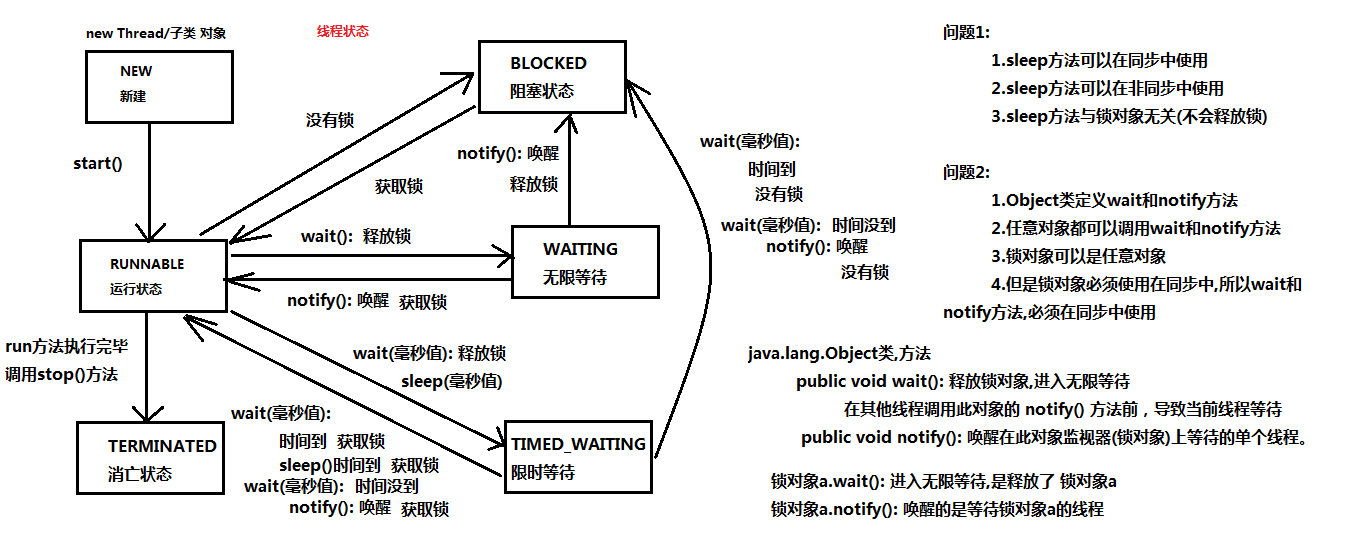 new Thread/子类 对象
线程状态
NEW
新建
start()
RUNNABLE
运行状态
run方法执行完毕
调用stop()方法
TERMINATED
消亡状态
没有锁
获取锁
BLOCKED
阻塞状态
notify(): 唤醒
释放锁
wait(): 释放锁
WAITING
无限等待
notify(): 唤醒 获取锁
wait(毫秒值): 释放锁
sleep(毫秒值)
wait(毫秒值):
时间到 获取锁
sleep()时间到 获取锁
wait(毫秒值): 时间没到
notify(): 唤醒 获取锁
TIMED_WAITING
限时等待
wait(毫秒值):
时间到
没有锁
wait(毫秒值): 时间没到
notify(): 唤醒
没有锁
问题1:
1.sleep方法可以在同步中使用
2.sleep方法可以在非同步中使用
3.sleep方法与锁对象无关(不会释放锁)
问题2:
1.Object类定义wait和notify方法
2.任意对象都可以调用wait和notify方法
3.锁对象可以是任意对象
4.但是锁对象必须使用在同步中,所以wait和
notify方法,必须在同步中使用
java.lang.Object类,方法
public void wait(): 释放锁对象,进入无限等待
在其他线程调用此对象的 notify() 方法前，导致当前线程等待
public void notify(): 唤醒在此对象监视器(锁对象)上等待的单个线程。
锁对象a.wait(): 进入无限等待,是释放了 锁对象a
锁对象a.notify(): 唤醒的是等待锁对象a的线程